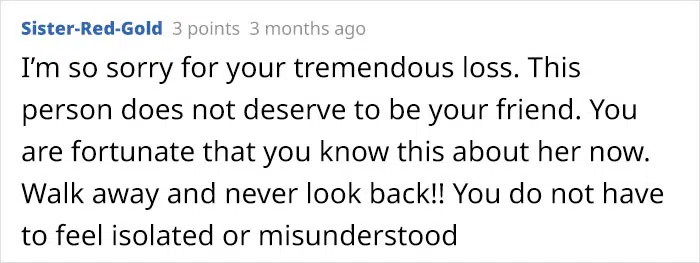 Sister-Red-Gold 3 points 3 months ago
I’m so sorry for your tremendous loss. This
person does not deserve to be your friend. You
are fortunate that you know this about her now.
Walk away and never look back!! You do not have
to feel isolated or misunderstood